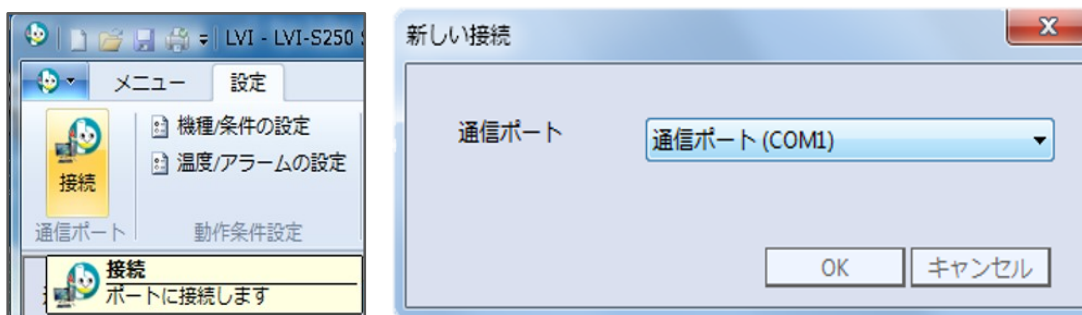 LVI - LVI-S250
メニュー 設定
接続
機種/条件の設定
温度/アラームの設定
通信ポート 動作条件設定
接続
ポートに接続します
新しい接続
通信ポート 通信ポート (COM1)
OK キャンセル